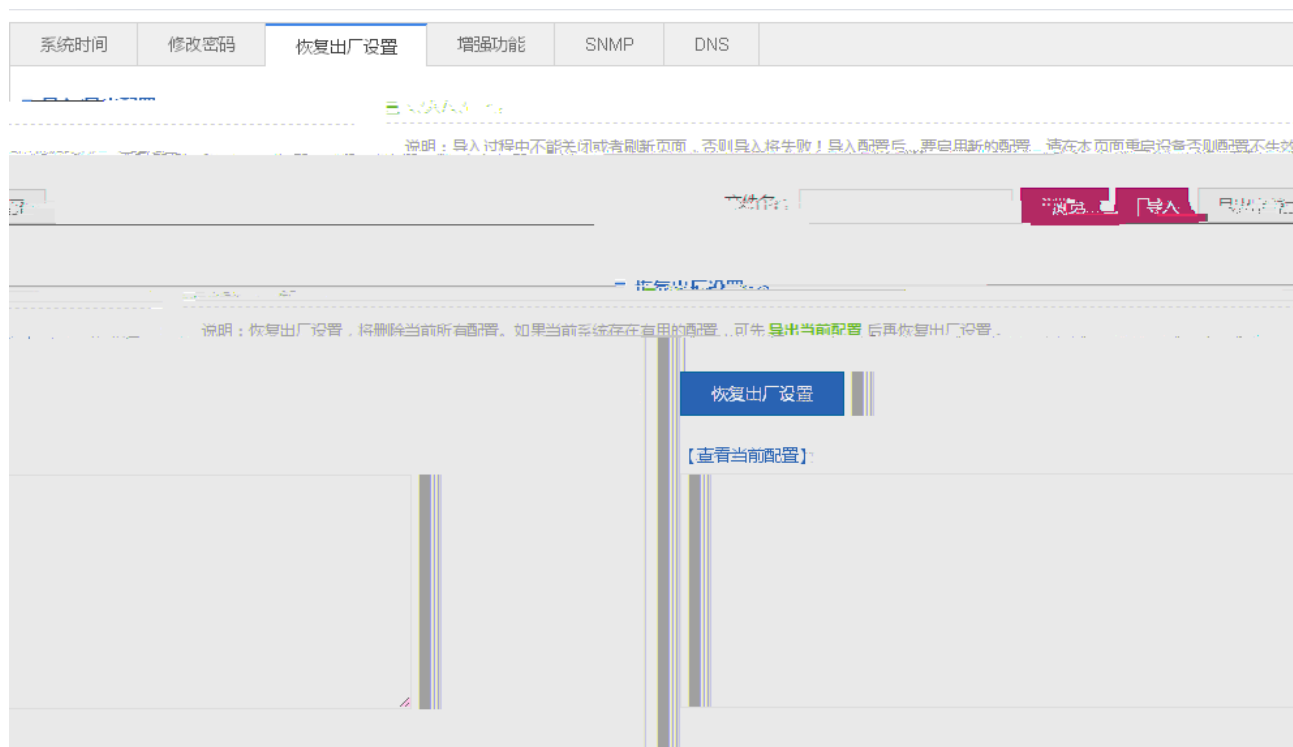 系统时间 修改密码 恢复出厂设置 增强功能 SNMP DNS
说明：导入过程中不能关闭或者刷新页面，否则导入将失败！导入配置后，要启用新的配置，请在本页面重启设备否则配置不生效
导入
恢复出厂设置
说明：恢复出厂设置，将删除当前所有配置。如果当前系统存在有用的配置，可先 导出当前配置 后再恢复出厂设置。
恢复出厂设置
【查看当前配置】